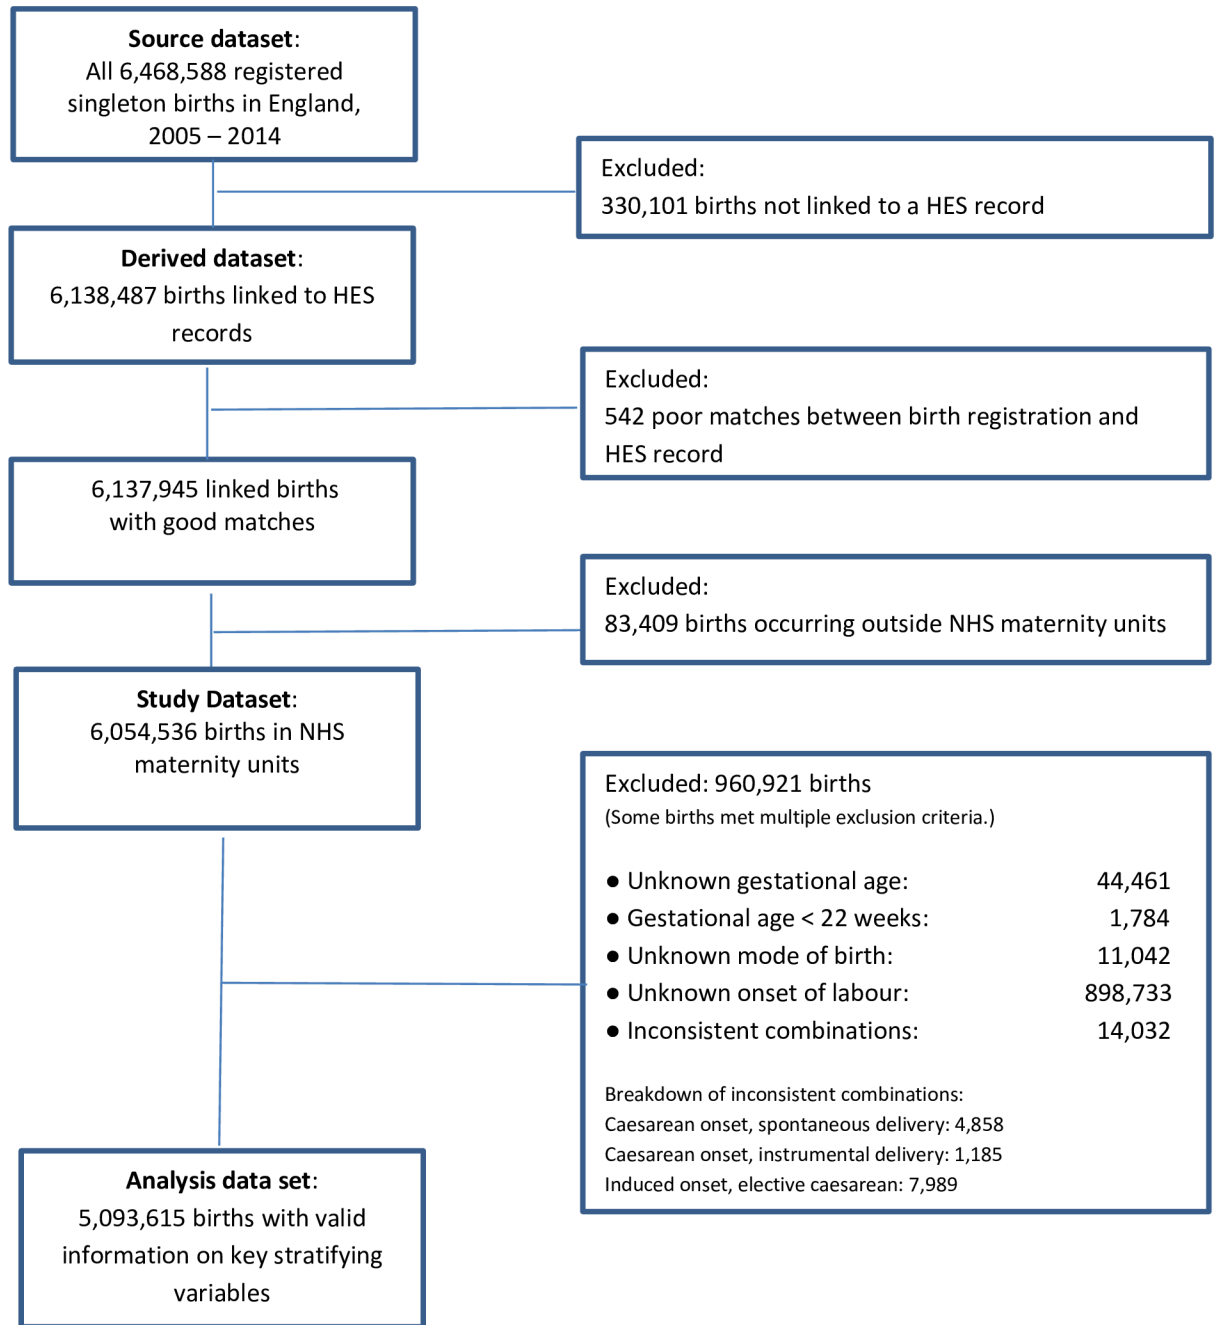 Source dataset:
All 6,468,588 registered
singleton births in England,
2005 – 2014
Excluded:
330,101 births not linked to a HES record
Derived dataset:
6,138,487 births linked to HES
records
Excluded:
542 poor matches between birth registration and
HES record
6,137,945 linked births
with good matches
Excluded:
83,409 births occurring outside NHS maternity units
Study Dataset:
6,054,536 births in NHS
maternity units
Excluded: 960,921 births
(Some births met multiple exclusion criteria.)
● Unknown gestational age: 44,461
● Gestational age < 22 weeks: 1,784
● Unknown mode of birth: 11,042
● Unknown onset of labour: 898,733
● Inconsistent combinations: 14,032
Breakdown of inconsistent combinations:
Caesarean onset, spontaneous delivery: 4,858
Caesarean onset, instrumental delivery: 1,185
Induced onset, elective caesarean: 7,989
Analysis data set:
5,093,615 births with valid
information on key stratifying
variables